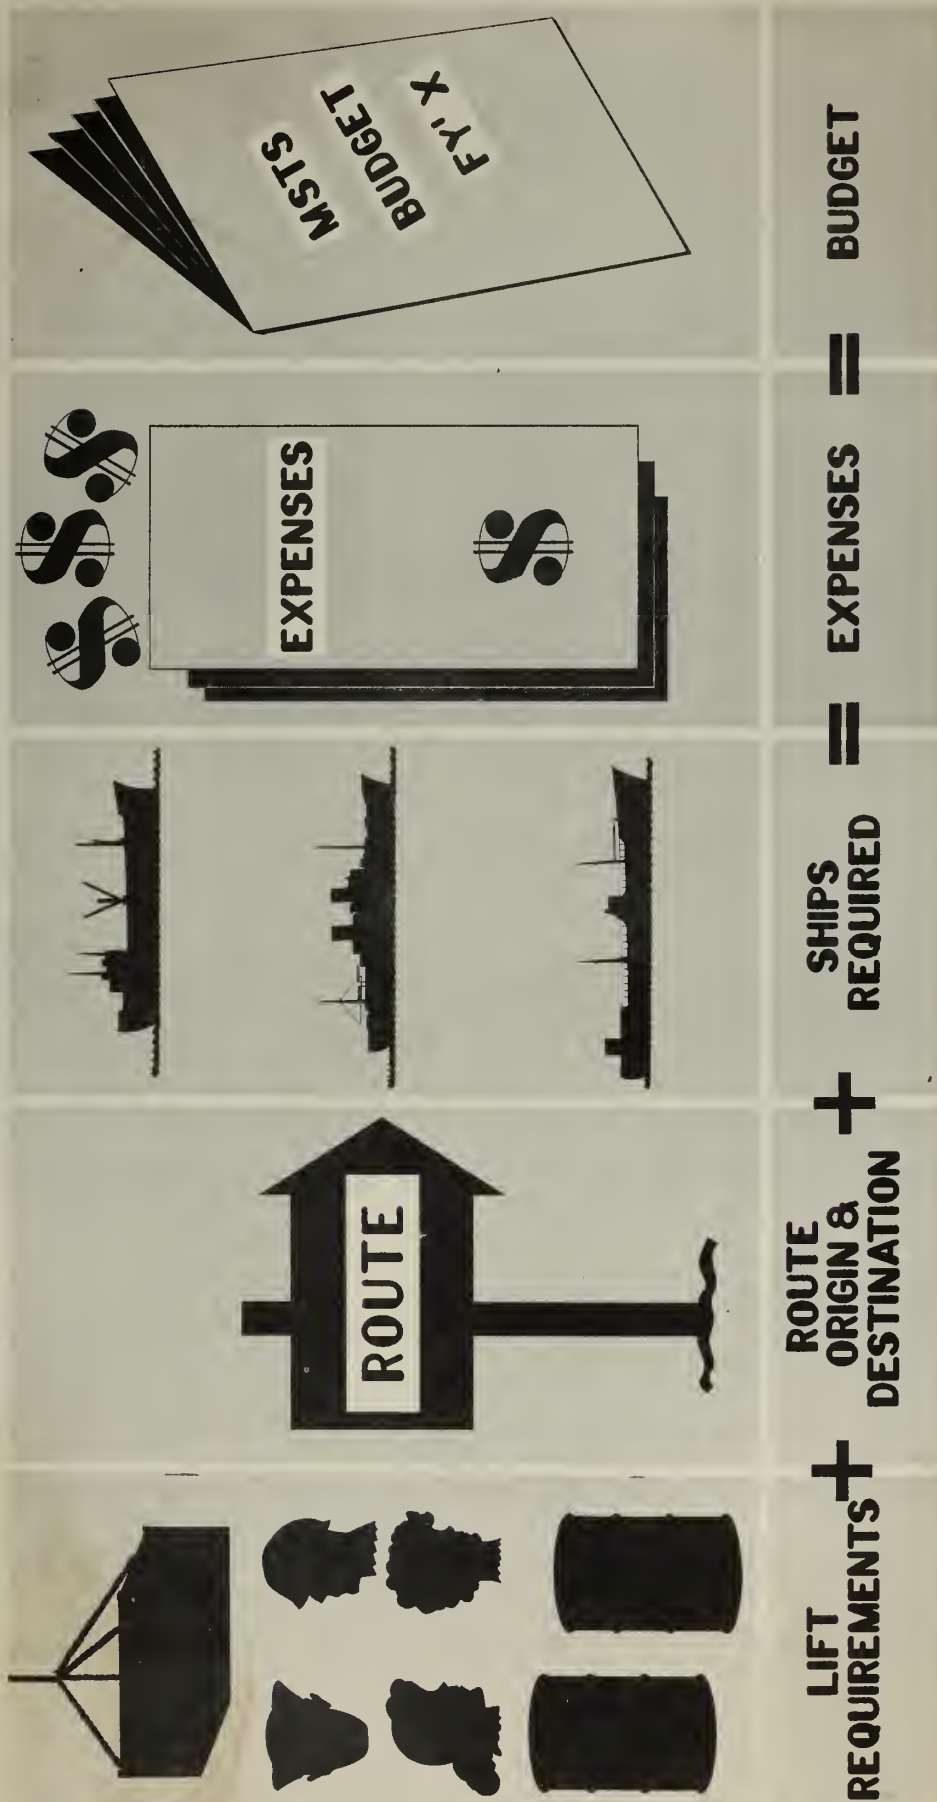 ROUTE
EXPENSES
$ $ $
$
MSTS
BUDGET
FY'X
LIFT
REQUIREMENTS
+
ROUTE
ORIGIN &
DESTINATION
+
SHIPS
REQUIRED
=
EXPENSES
=
BUDGET